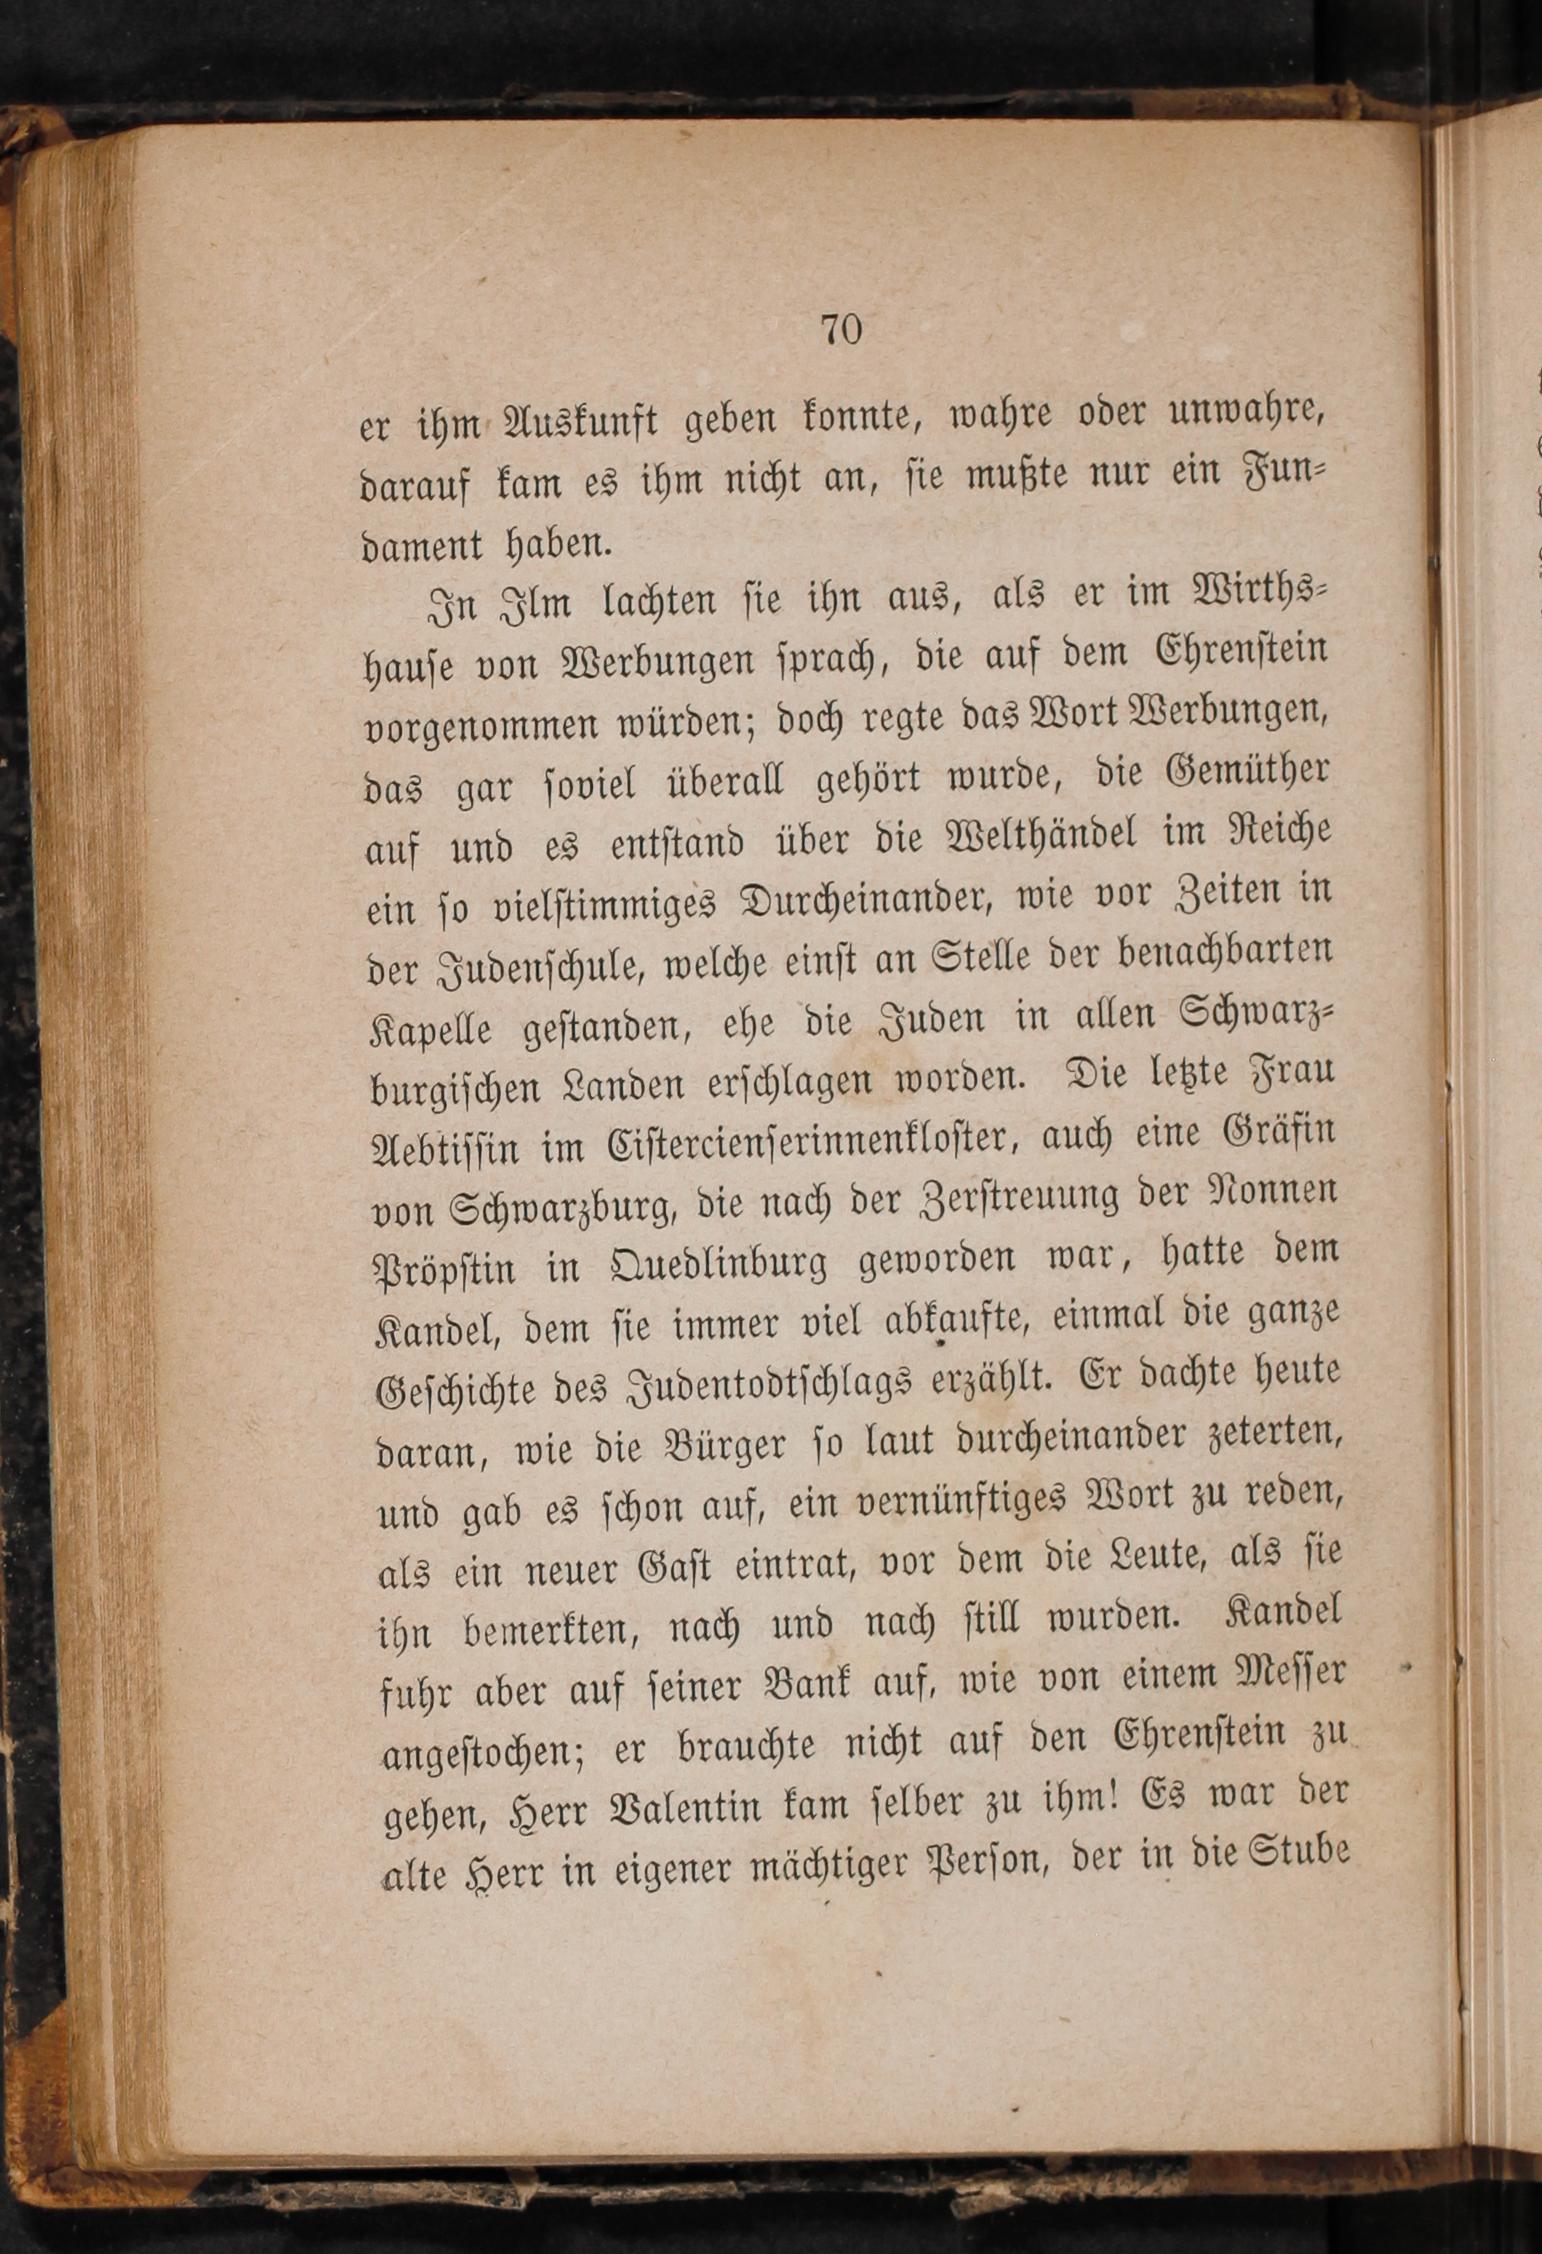 70
er ihm Auskunft geben konnte, wahre oder unwahre,
darauf kam es ihm nicht an, ſie mußte nur ein Fun⸗
dament haben.
In Ilm lachten ſie ihn aus, als er im Wirths⸗
hauſe von Werbungen ſprach, die auf dem Ehrenſtein
vorgenommen würden; doch regte das Wort Werbungen,
das gar ſoviel überall gehört wurde, die Gemüther
auf und es entſtand über die Welthändel im Reiche
ein ſo vielſtimmiges Durcheinander, wie vor Zeiten in
der Judenſchule, welche einſt an Stelle der benachbarten
Kapelle geſtanden, ehe die Juden in allen Schwarz⸗
burgiſchen Landen erſchlagen worden. Die letzte Frau
Aebtiſſin im Ciſtercienſerinnenkloſter, auch eine Gräfin
von Schwarzburg, die nach der Zerſtreuung der Nonnen
Pröpſtin in Quedlinburg geworden war, hatte dem
Kandel, dem ſie immer viel abkaufte, einmal die ganze
Geſchichte des Judentodtſchlags erzählt. Er dachte heute
daran, wie die Bürger ſo laut durcheinander zeterten,
und gab es ſchon auf, ein vernünftiges Wort zu reden,
als ein neuer Gaſt eintrat, vor dem die Leute, als ſie
ihn bemerkten, nach und nach ſtill wurden. Kandel
fuhr aber auf ſeiner Bank auf, wie von einem Meſſer
angeſtochen; er brauchte nicht auf den Ehrenſtein zu
gehen, Herr Valentin kam ſelber zu ihm! Es war der
alte Herr in eigener mächtiger Perſon, der in die Stube